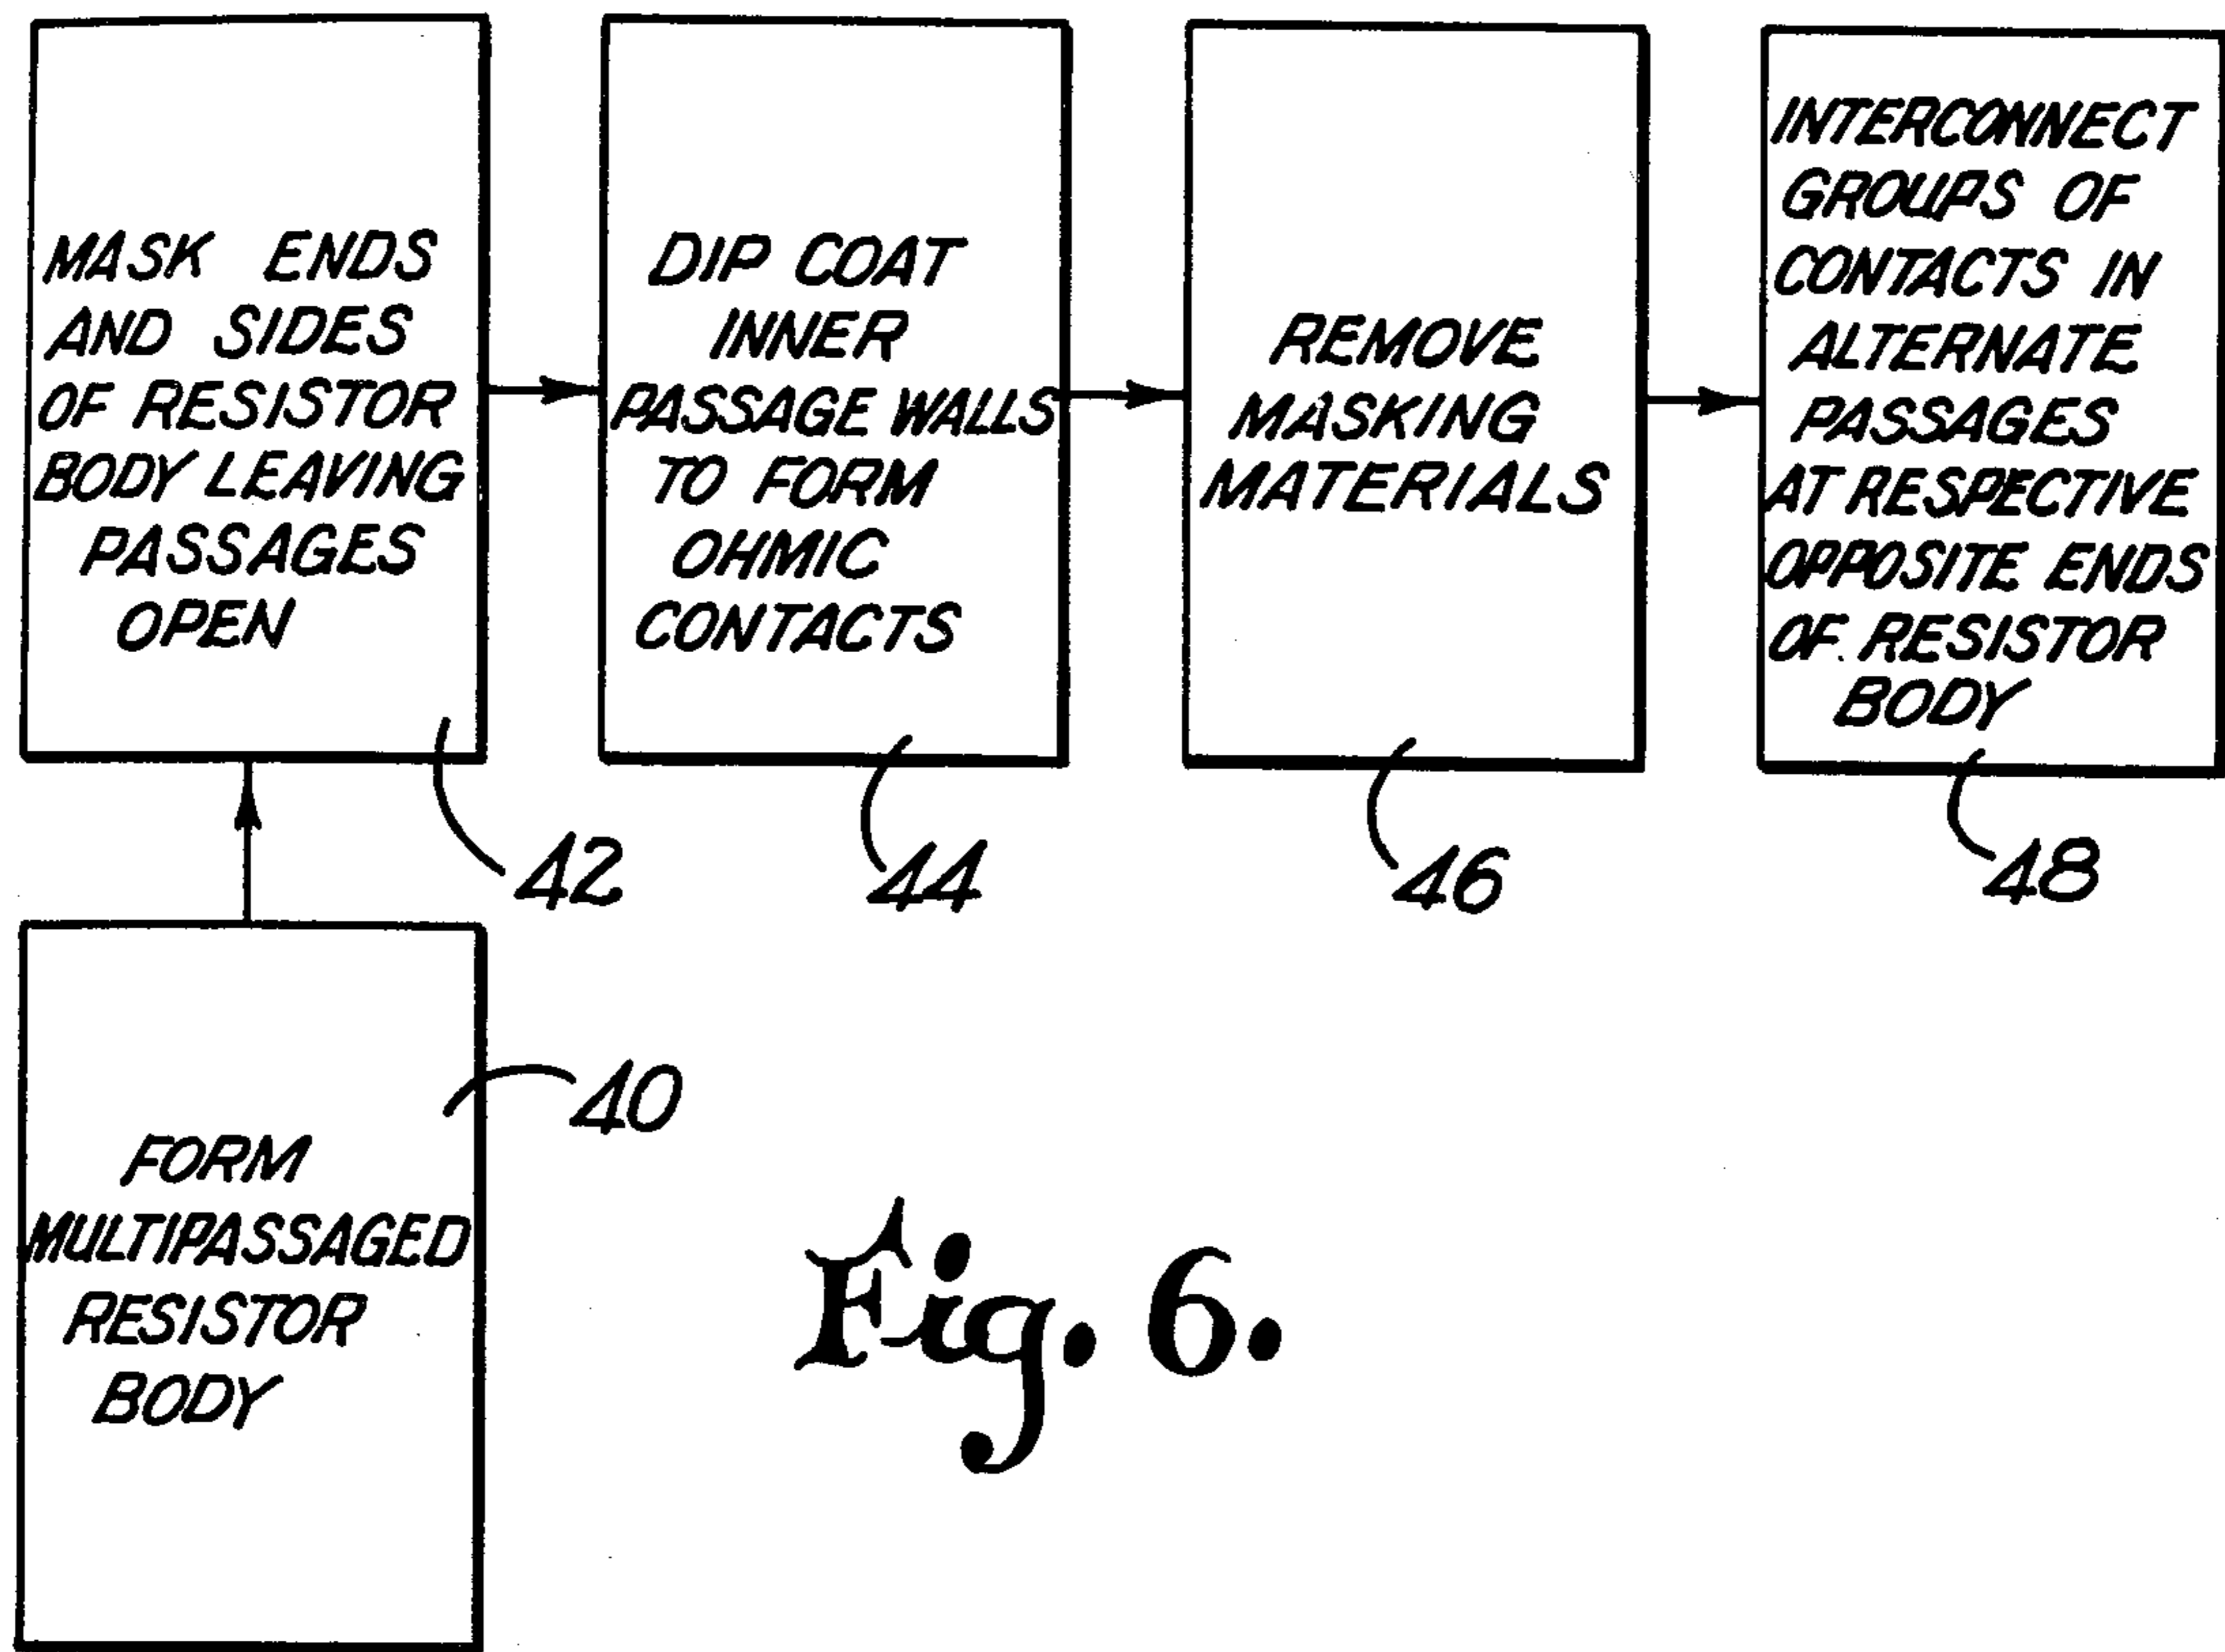 MASK ENDS
AND SIDES
OF RESISTOR
BODY LEAVING
PASSAGES
OPEN
42
DIP COAT
INNER
PASSAGE WALLS
TO FORM
OHMIC
CONTACTS
44
REMOVE
MASKING
MATERIALS
46
INTERCONNECT
GROUPS OF
CONTACTS IN
ALTERNATE
PASSAGES
AT RESPECTIVE
OPPOSITE ENDS
OF RESISTOR
BODY
48
FORM
MULTIPASSAGED
RESISTOR
BODY
40
Fig. 6.